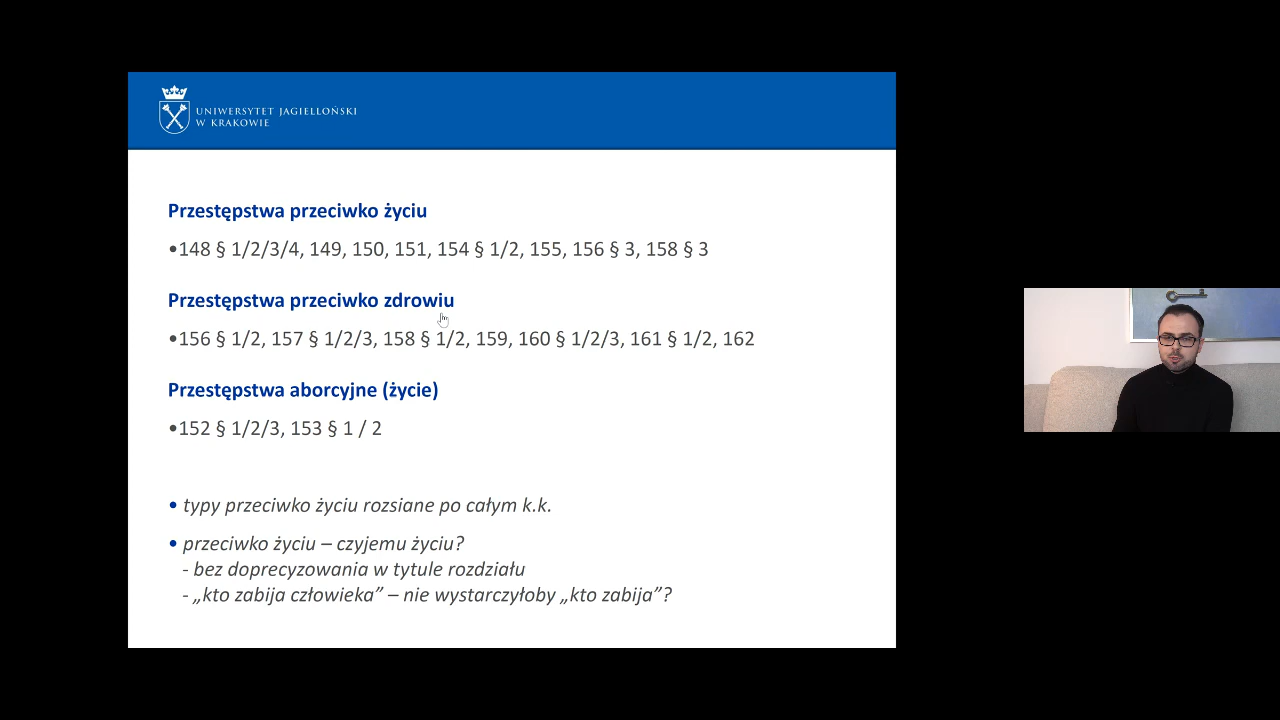 UNIWERSYTET JAGIELLOŃSKI
W KRAKOWIE
Przestępstwa przeciwko życiu
•148 § 1/2/3/4, 149, 150, 151, 154 § 1/2, 155, 156 § 3, 158 § 3
Przestępstwa przeciwko zdrowiu
•156 § 1/2, 157 § 1/2/3, 158 § 1/2, 159, 160 § 1/2/3, 161 § 1/2, 162
Przestępstwa aborcyjne (życie)
•152 § 1/2/3, 153 § 1 / 2
• typy przeciwko życiu rozsiane po całym k.k.
• przeciwko życiu – czyjemu życiu?
- bez doprecyzowania w tytule rozdziału
- „kto zabija człowieka” – nie wystarczyłoby „kto zabija”?